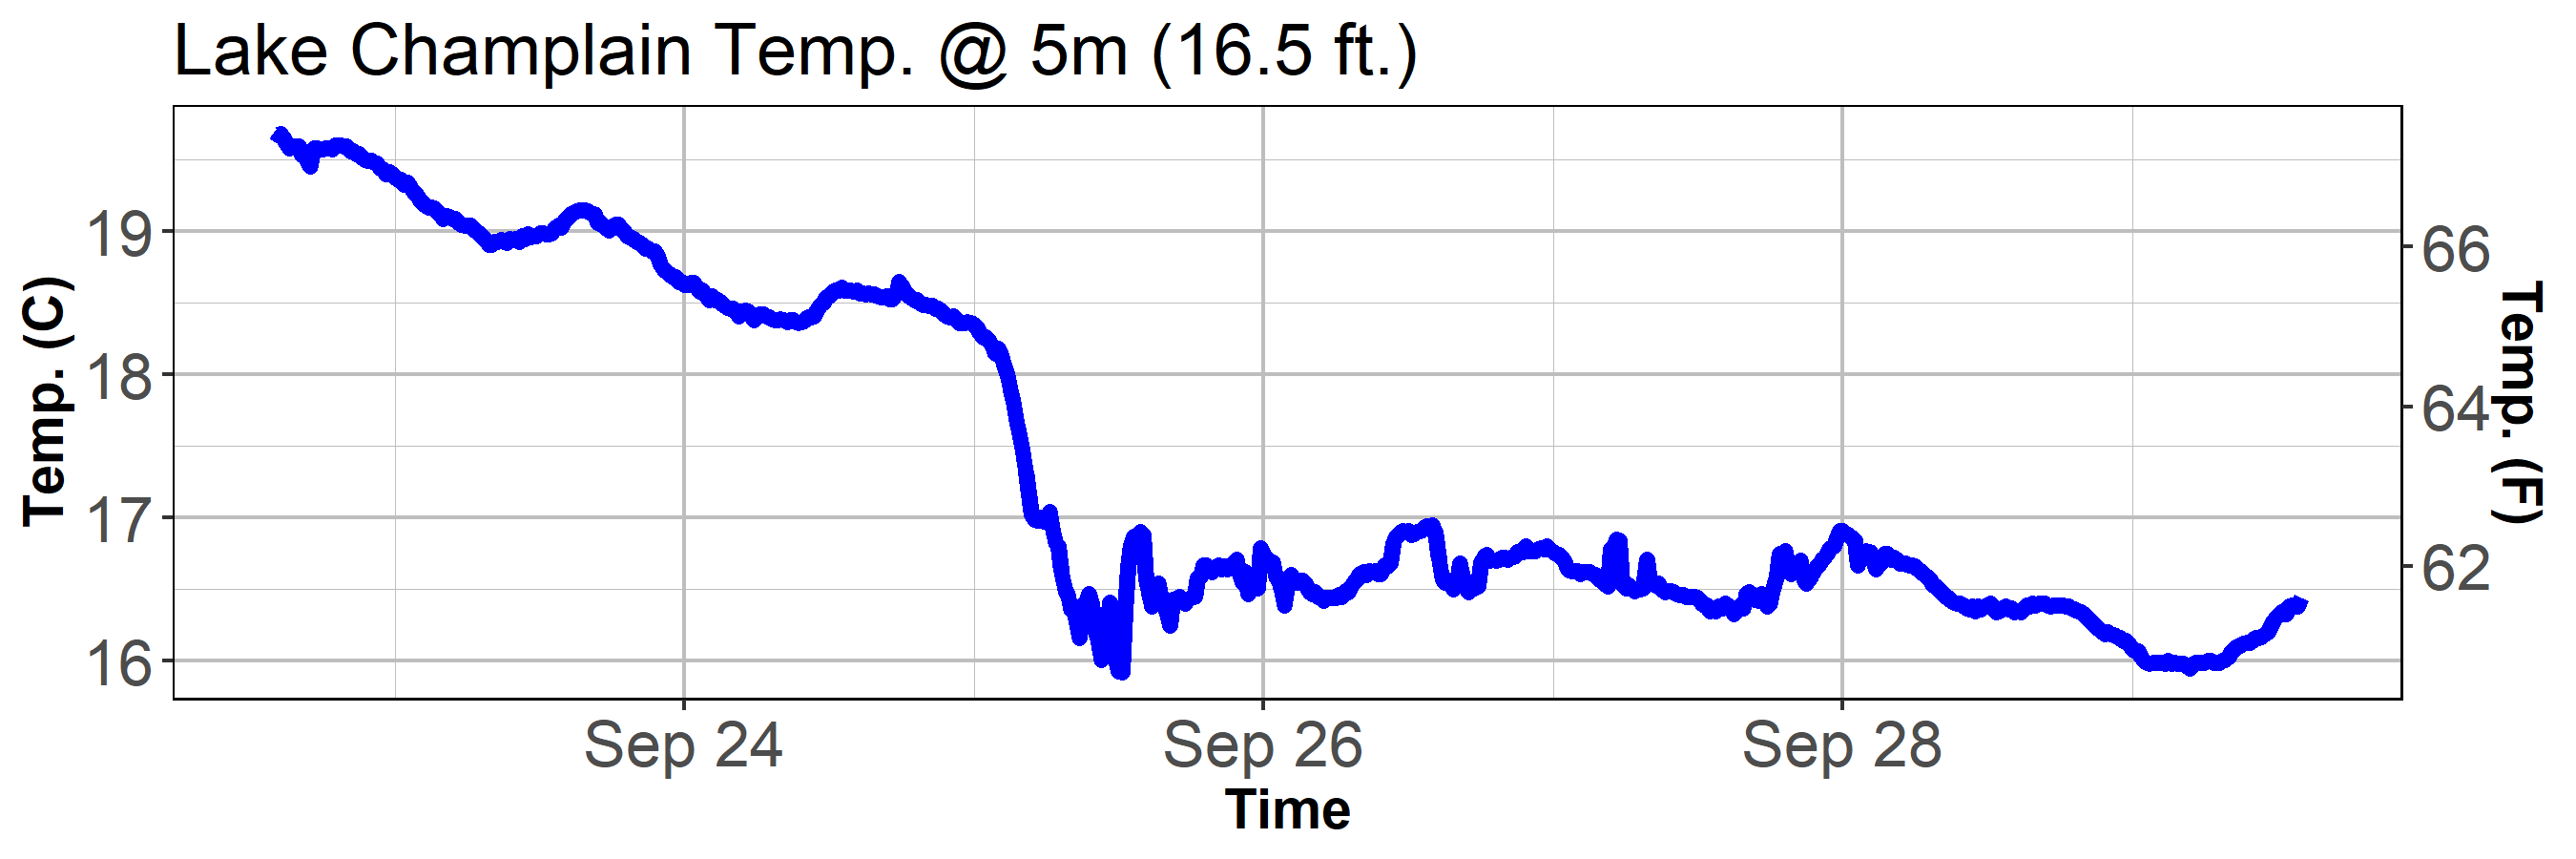 Lake Champlain Temp. @ 5m (16.5 ft.)
Temp. (C)
19
18
17
16
66
64
62
Temp. (F)
Sep 24
Sep 26
Sep 28
Time